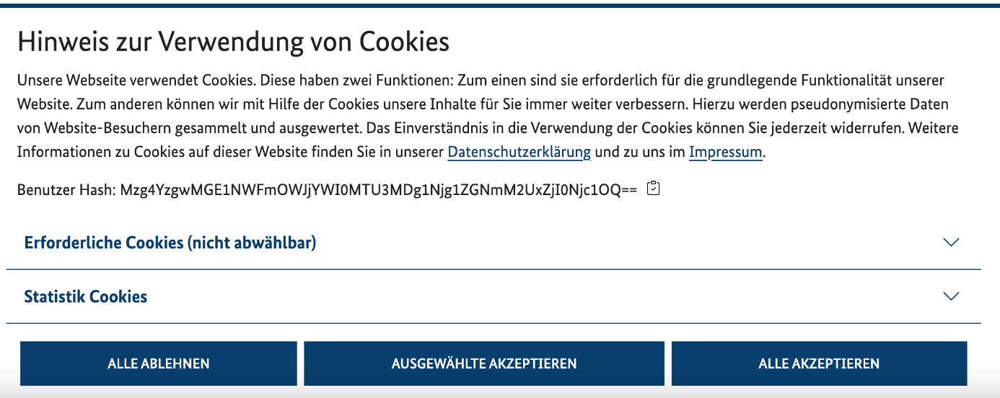 Hinweis zur Verwendung von Cookies
Unsere Webseite verwendet Cookies. Diese haben zwei Funktionen: Zum einen sind sie erforderlich für die grundlegende Funktionalität unserer
Website. Zum anderen können wir mit Hilfe der Cookies unsere Inhalte für Sie immer weiter verbessern. Hierzu werden pseudonymisierte Daten
von Website-Besuchern gesammelt und ausgewertet. Das Einverständnis in die Verwendung der Cookies können Sie jederzeit widerrufen. Weitere
Informationen zu Cookies auf dieser Website finden Sie in unserer Datenschutzerklärung und zu uns im Impressum.
Benutzer Hash: Mzg4YzgwMGE1NWFmOWJjYWI0MTU3MDg1Njg1ZGNmM2UxZjI0Njc1OQ==
Erforderliche Cookies (nicht abwählbar)
Statistik Cookies
ALLE ABLEHNEN
AUSGEWÄHLTE AKZEPTIEREN
ALLE AKZEPTIEREN